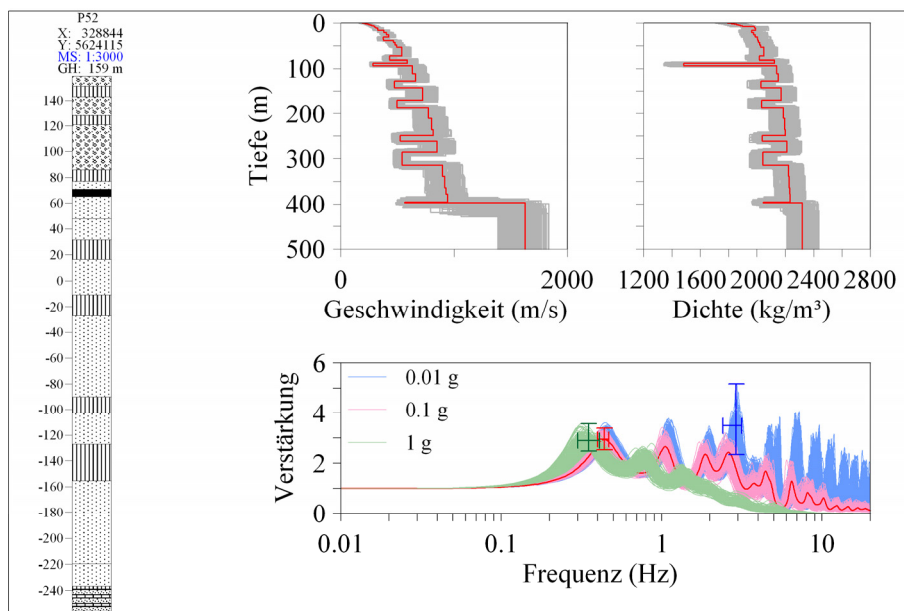 P52
X: 328844
Y: 5624115
MS: 1:3000
GH: 159 m
140
120
100
80
60
40
20
0
-20
-40
-60
-80
-100
-120
-140
-160
-180
-200
-220
-240
Tiefe (m)
0
100
200
300
400
500
0 2000
Geschwindigkeit (m/s)
1200 1600 2000 2400 2800
Dichte (kg/m³)
Verstärkung
6
4
2
0
0.01 g
0.1 g
1 g
0.01 0.1 1 10
Frequenz (Hz)